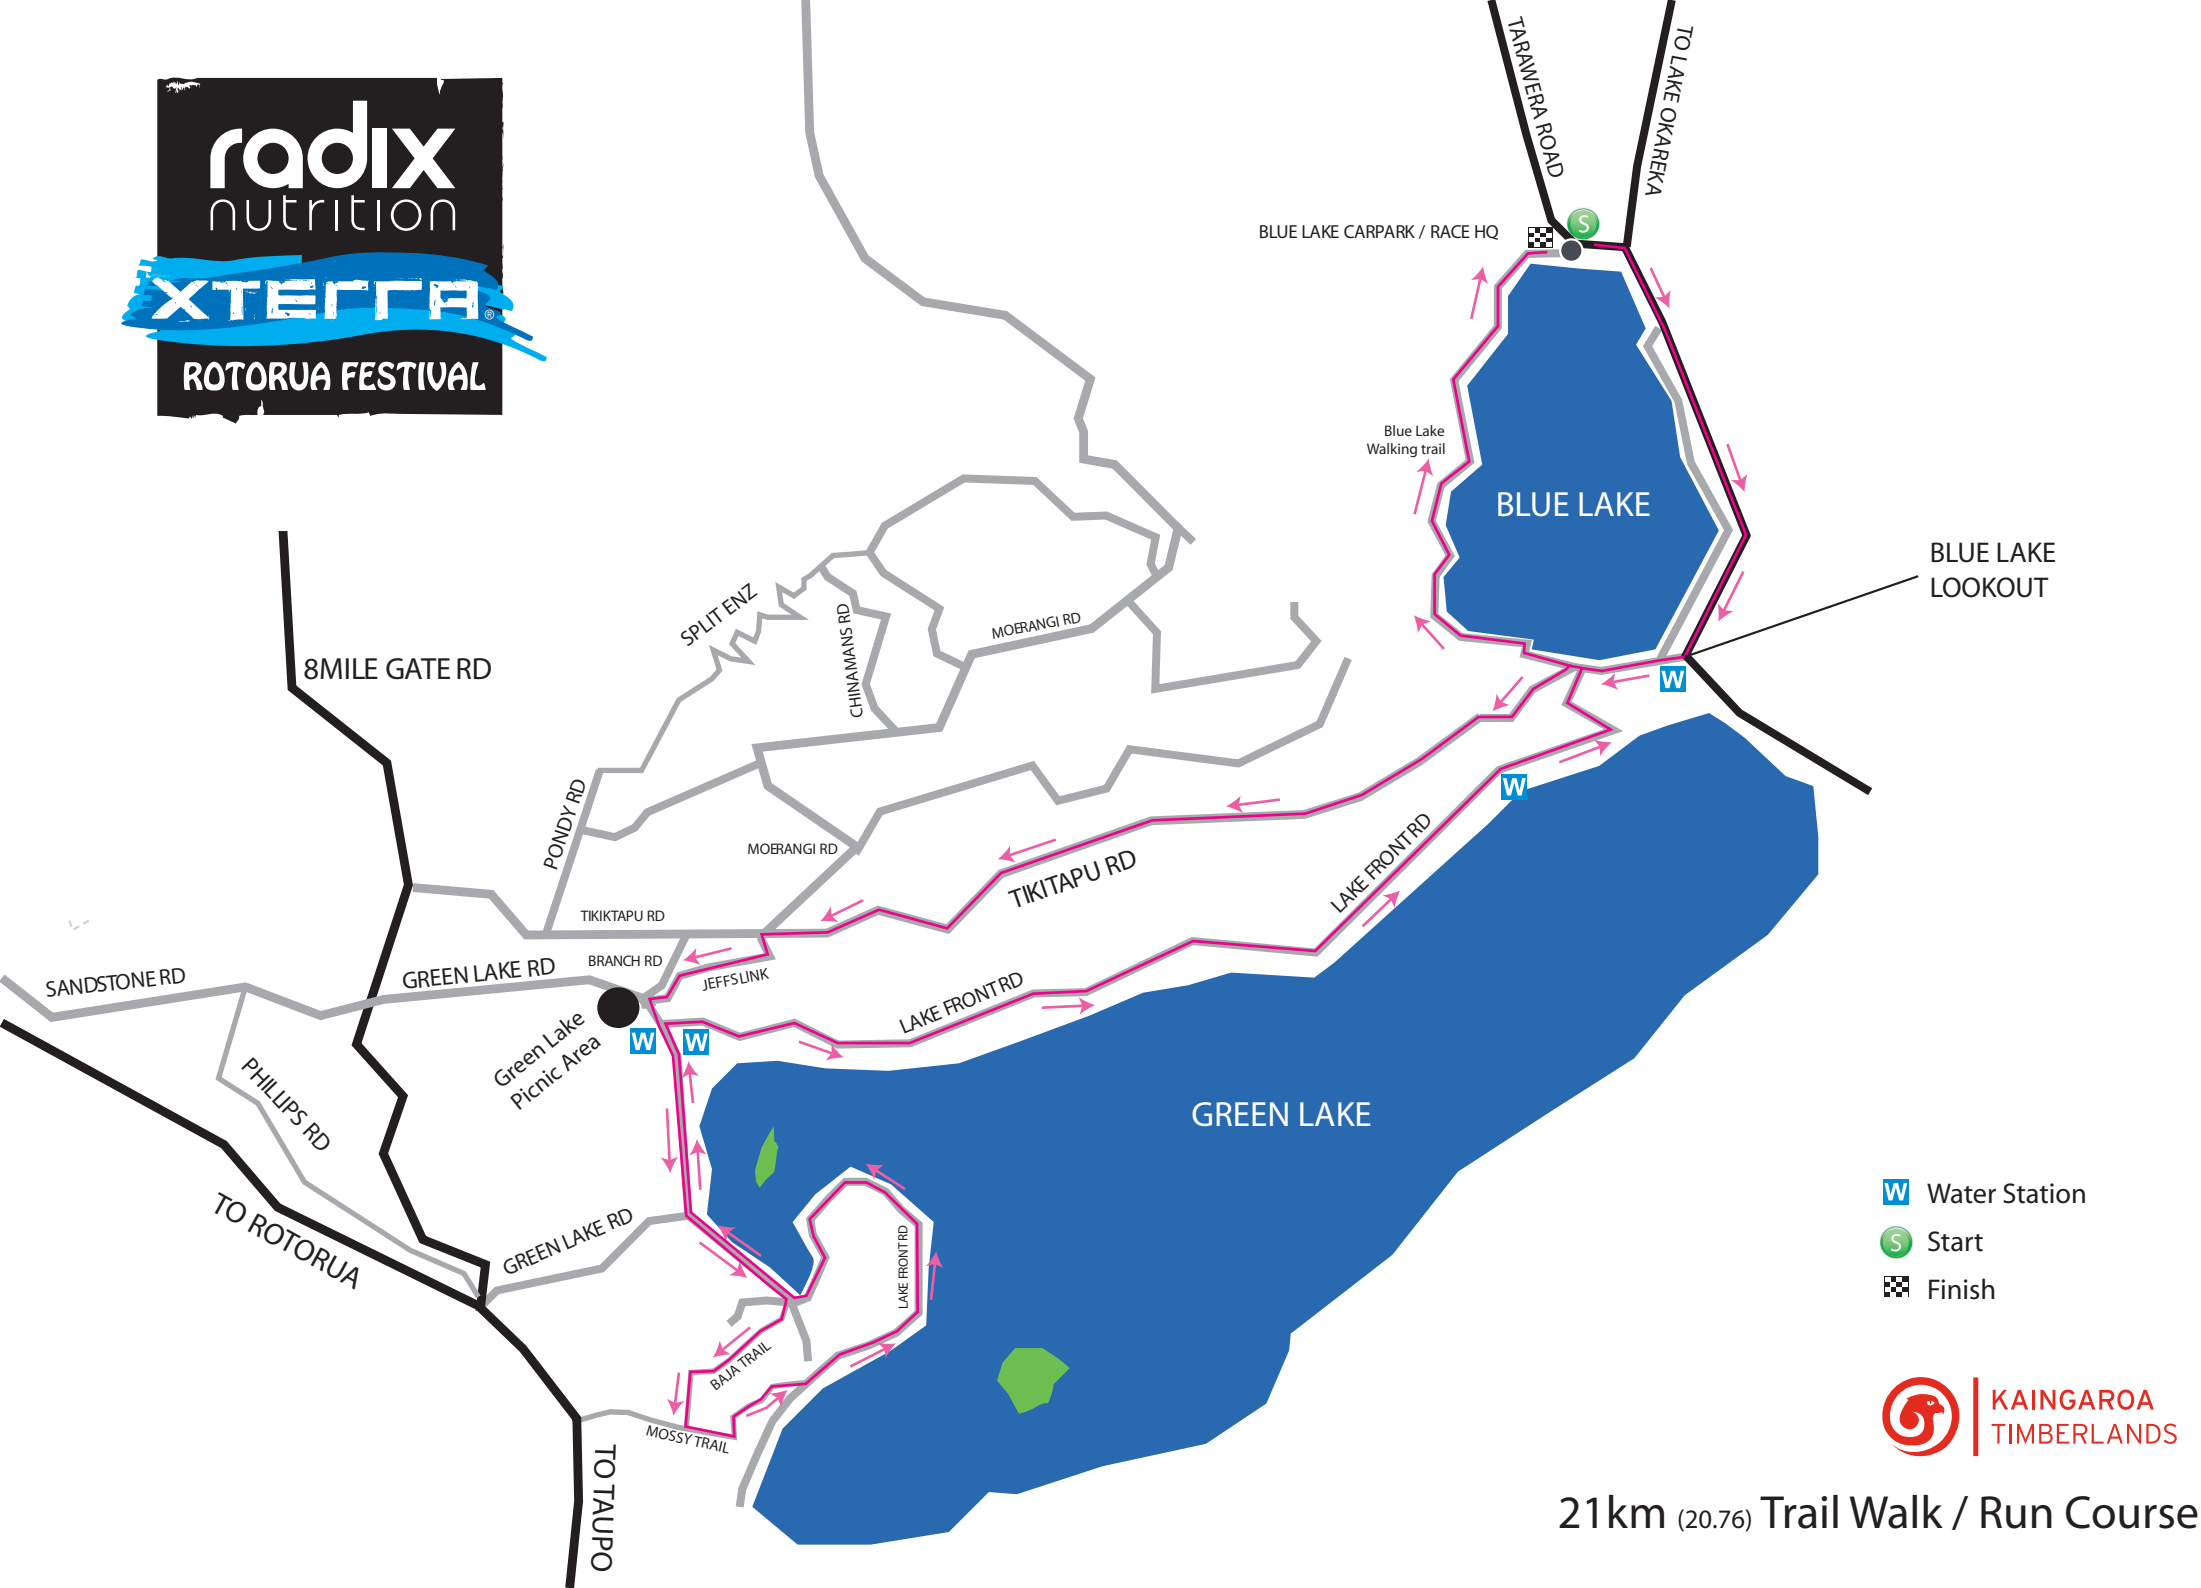 radix
nutrition
XTERRA®
ROTORUA FESTIVAL
TARAWERA ROAD
TO LAKE OKAREKA
S
BLUE LAKE CARPARK / RACE HQ
Blue Lake
Walking trail
BLUE LAKE
BLUE LAKE
LOOKOUT
W
W
SPLIT ENZ
CHINAMANS RD
MOERANGI RD
8MILE GATE RD
PONDY RD
MOERANGI RD
TIKITAPU RD
LAKE FRONT RD
TIKIKTAPU RD
BRANCH RD
JEFFS LINK
SANDSTONE RD
GREEN LAKE RD
LAKE FRONT RD
Green Lake
Picnic Area
W
W
PHILLIPS RD
GREEN LAKE
TO ROTORUA
GREEN LAKE RD
LAKE FRONT RD
BAJA TRAIL
MOSSY TRAIL
TO TAUPO
W Water Station
S Start
Finish
KAINGAROA
TIMBERLANDS
21km (20.76) Trail Walk / Run Course